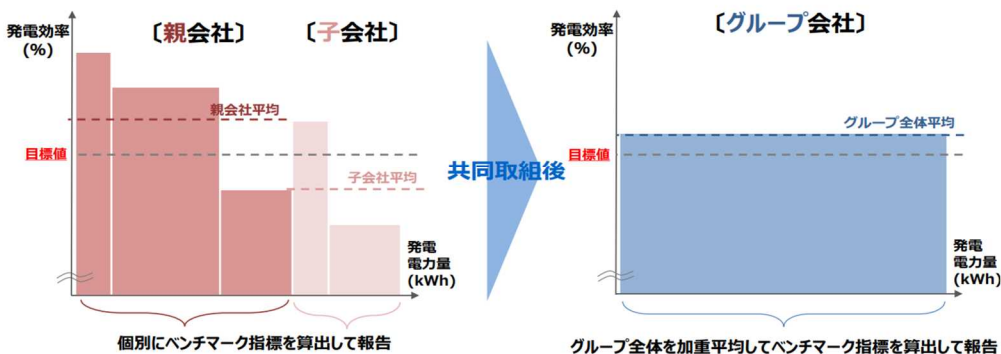 発電効率
(%)
〔親会社〕
〔子会社〕
親会社平均
目標値
子会社平均
発電
電力量
(kWh)
個別にベンチマーク指標を算出して報告
共同取組後
発電効率
(%)
〔グループ会社〕
グループ全体平均
目標値
発電
電力量
(kWh)
グループ全体を加重平均してベンチマーク指標を算出して報告